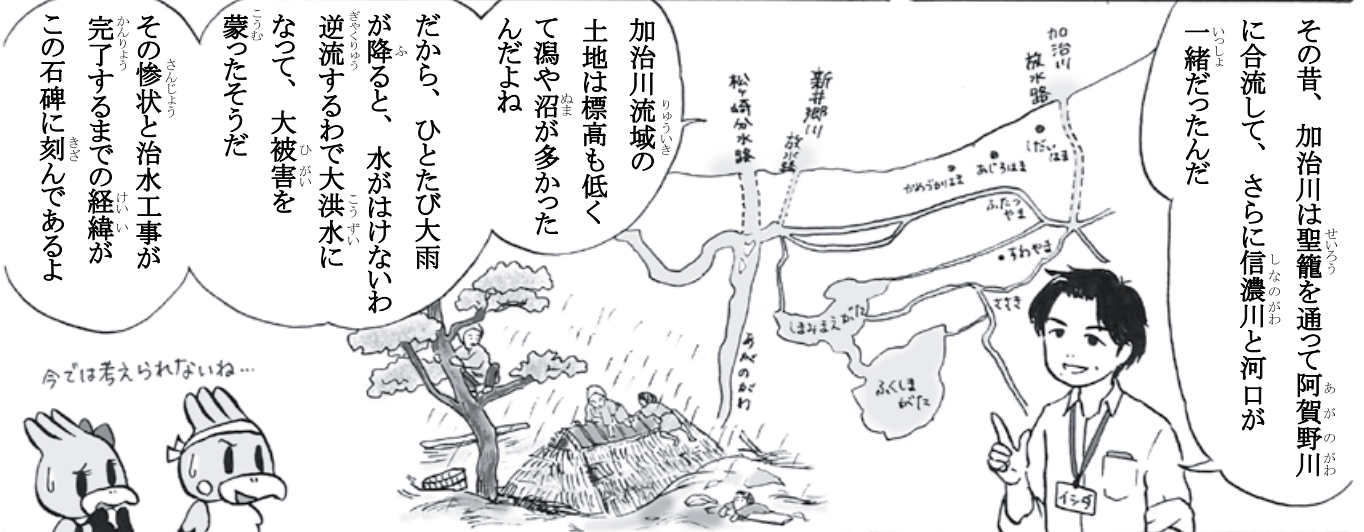 その昔、加治川は聖籠を通って阿賀野川
に合流して、さらに信濃川と河口が
一緒だったんだ
加治川流域の
土地は標高も低く
て潟や沼が多かった
んだよね
だから、ひとたび大雨
が降ると、水がはけないわ
逆流するわで大洪水に
なって、大被害を
蒙ったそうだ
その惨状と治水工事が
完了するまでの経緯が
この石碑に刻んであるよ
加治川
放水路
新井郷川
放水路
松ヶ崎分水路
しだいはま
あじろはま
かめづかはま
ふたつ
やま
すわやま
ささき
しまみまえがた
ふくしま
がた
あがのがわ
イシダ
今では考えられないね…